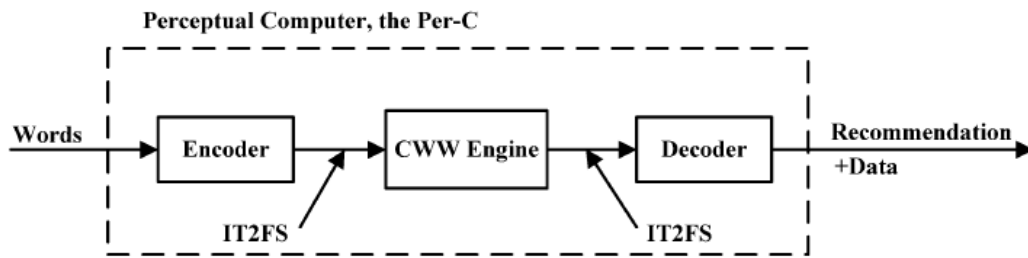 Perceptual Computer, the Per-C
Words
Encoder
CWW Engine
Decoder
Recommendation
+Data
IT2FS
IT2FS